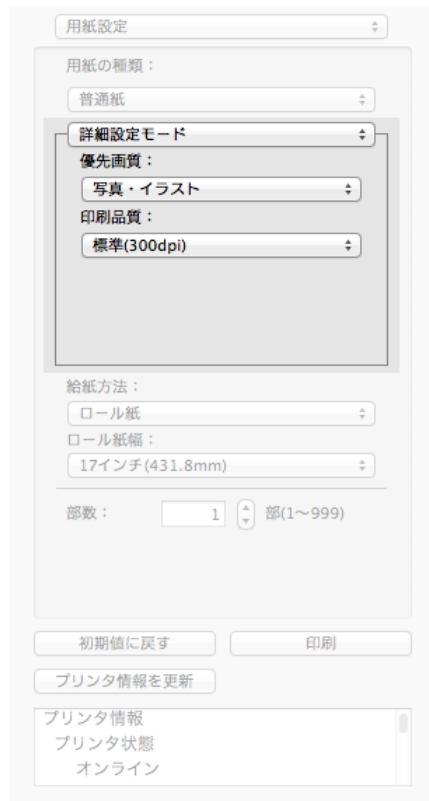 用紙設定
用紙の種類：
普通紙
詳細設定モード
優先画質：
写真・イラスト
印刷品質：
標準(300dpi)
給紙方法：
ロール紙
ロール紙幅：
17インチ(431.8mm)
部数： 1 部(1〜999)
初期値に戻す 印刷
プリンタ情報を更新
プリンタ情報
プリンタ状態
オンライン